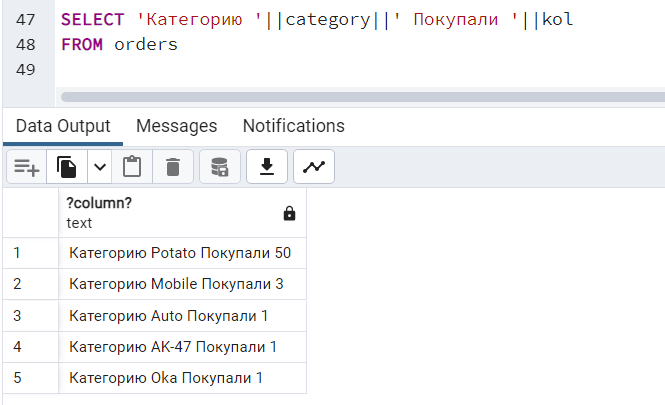 47 SELECT 'Категорию '||category||' Покупали '||kol
48 FROM orders
49
Data Output Messages Notifications
?column?
text
1 Категорию Potato Покупали 50
2 Категорию Mobile Покупали 3
3 Категорию Auto Покупали 1
4 Категорию AK-47 Покупали 1
5 Категорию Oka Покупали 1